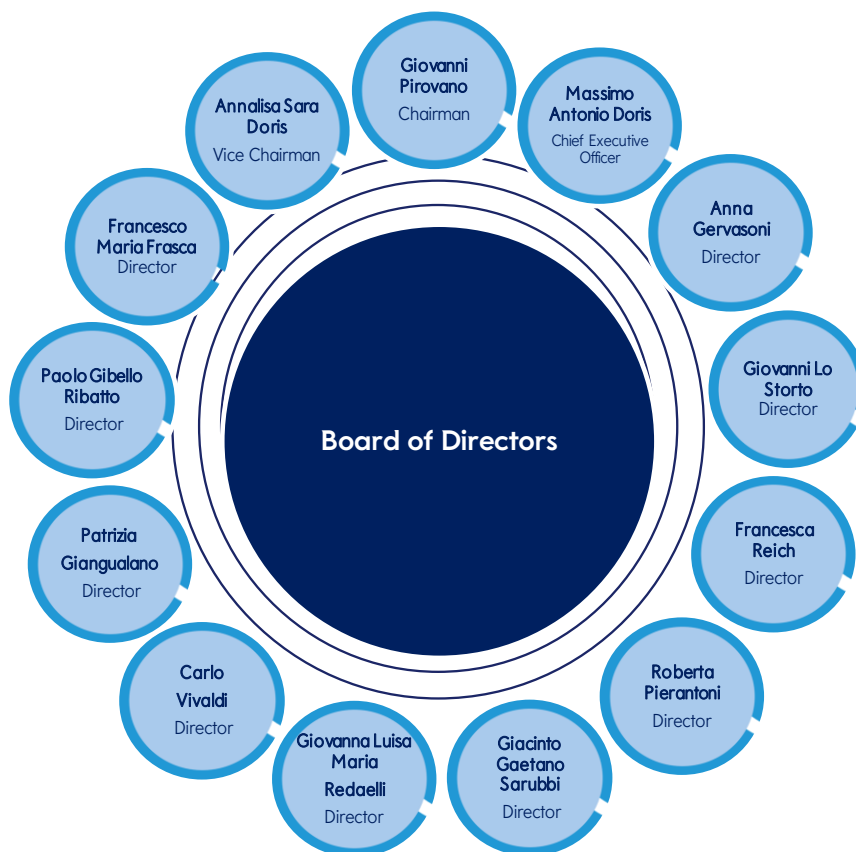 Giovanni
Pirovano
Chairman
Massimo
Antonio Doris
Chief Executive
Officer
Anna
Gervasoni
Director
Giovanni Lo
Storto
Director
Francesca
Reich
Director
Roberta
Pierantoni
Director
Giacinto
Gaetano
Sarubbi
Director
Giovanna Luisa
Maria
Redaelli
Director
Carlo
Vivaldi
Director
Patrizia
Giangualano
Director
Paolo Gibello
Ribatto
Director
Francesco
Maria Frasca
Director
Annalisa Sara
Doris
Vice Chairman
Board of Directors